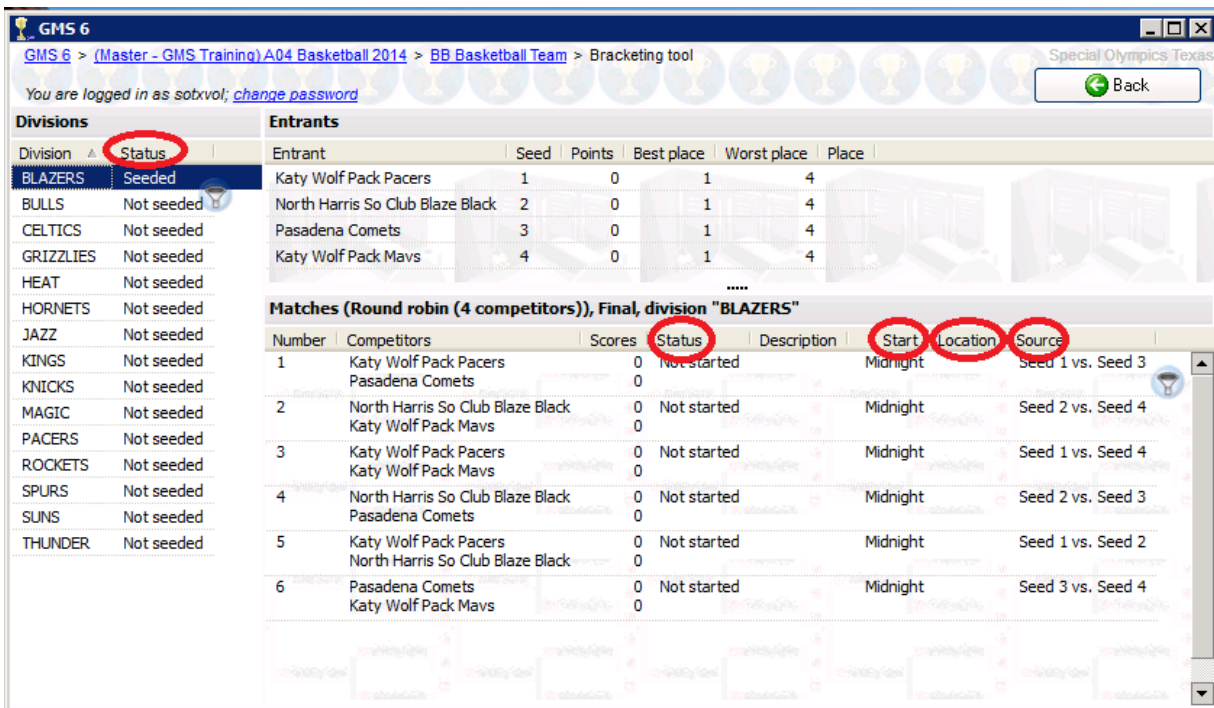 GMS 6
GMS 6 > (Master - GMS Training) A04 Basketball 2014 > BB Basketball Team > Bracketing tool
Special Olympics Texas
You are logged in as sotxvol; change password
Back
Divisions
Division Status
BLAZERS Seeded
BULLS Not seeded
CELTICS Not seeded
GRIZZLIES Not seeded
HEAT Not seeded
HORNETS Not seeded
JAZZ Not seeded
KINGS Not seeded
KNICKS Not seeded
MAGIC Not seeded
PACERS Not seeded
ROCKETS Not seeded
SPURS Not seeded
SUNS Not seeded
THUNDER Not seeded
Entrants
Entrant Seed Points Best place Worst place Place
Katy Wolf Pack Pacers 1 0 1 4
North Harris So Club Blaze Black 2 0 1 4
Pasadena Comets 3 0 1 4
Katy Wolf Pack Mavs 4 0 1 4
Matches (Round robin (4 competitors)), Final, division "BLAZERS"
Number Competitors Scores Status Description Start Location Source
1 Katy Wolf Pack Pacers 0 Not started Midnight Seed 1 vs. Seed 3
Pasadena Comets 0
2 North Harris So Club Blaze Black 0 Not started Midnight Seed 2 vs. Seed 4
Katy Wolf Pack Mavs 0
3 Katy Wolf Pack Pacers 0 Not started Midnight Seed 1 vs. Seed 4
Katy Wolf Pack Mavs 0
4 North Harris So Club Blaze Black 0 Not started Midnight Seed 2 vs. Seed 3
Pasadena Comets 0
5 Katy Wolf Pack Pacers 0 Not started Midnight Seed 1 vs. Seed 2
North Harris So Club Blaze Black 0
6 Pasadena Comets 0 Not started Midnight Seed 3 vs. Seed 4
Katy Wolf Pack Mavs 0